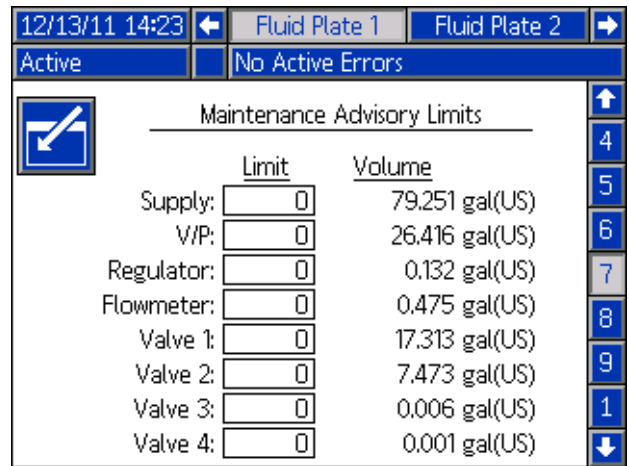 12/13/11 14:23 Fluid Plate 1 Fluid Plate 2
Active No Active Errors
Maintenance Advisory Limits
Limit Volume
Supply: 0 79.251 gal(US)
V/P: 0 26.416 gal(US)
Regulator: 0 0.132 gal(US)
Flowmeter: 0 0.475 gal(US)
Valve 1: 0 17.313 gal(US)
Valve 2: 0 7.473 gal(US)
Valve 3: 0 0.006 gal(US)
Valve 4: 0 0.001 gal(US)
4
5
6
7
8
9
1